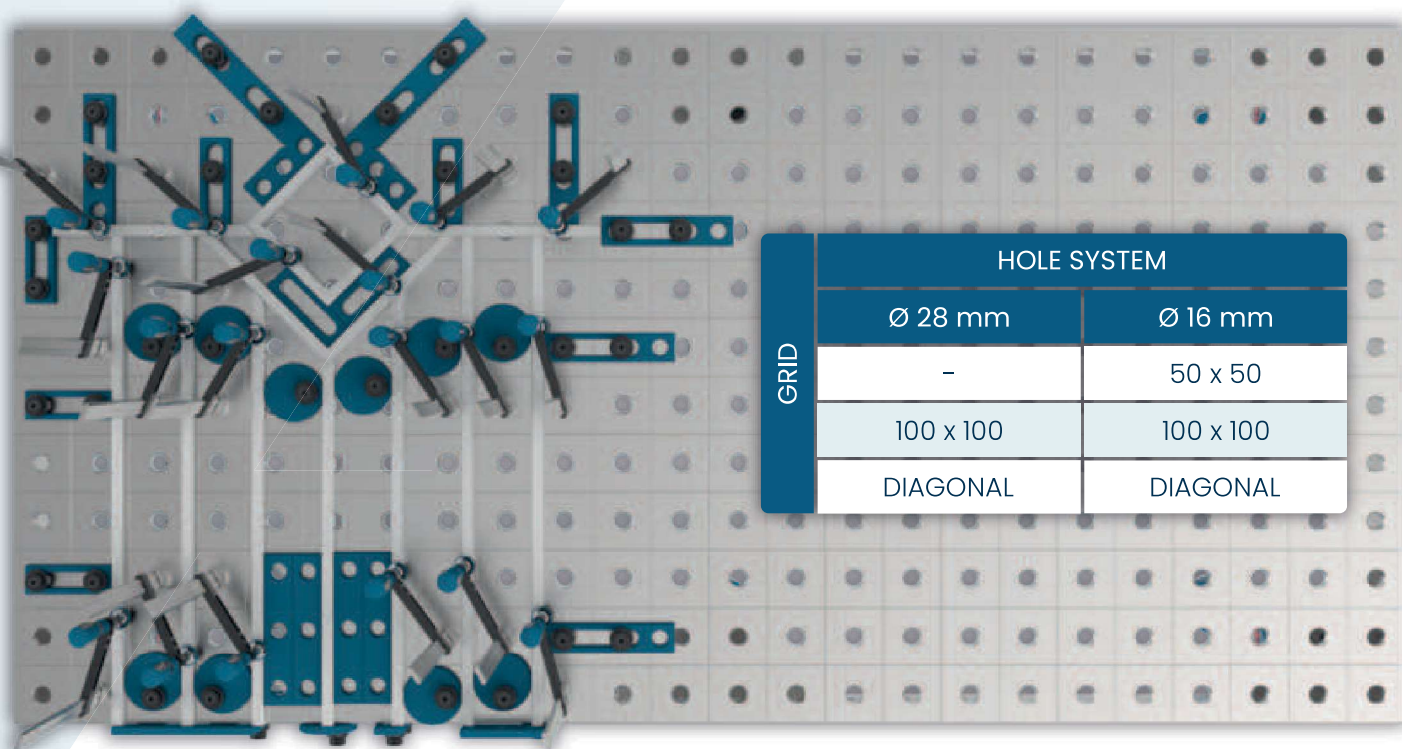 HOLE SYSTEM
GRID
Ø 28 mm Ø 16 mm
- 50 x 50
100 x 100 100 x 100
DIAGONAL DIAGONAL